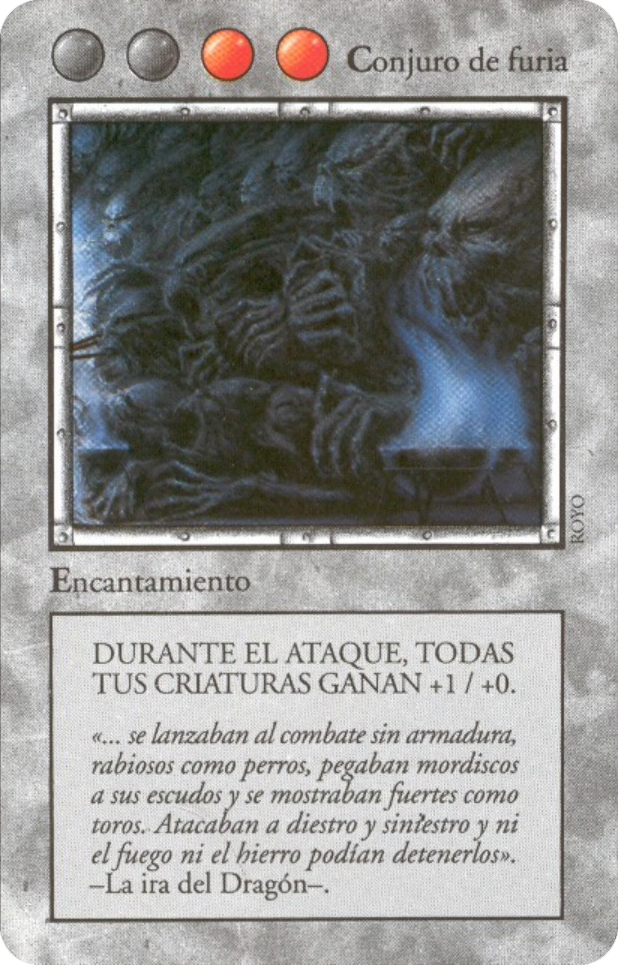 Conjuro de furia
ROYO
Encantamiento
DURANTE EL ATAQUE, TODAS
TUS CRIATURAS GANAN +1 / +0.
«... se lanzaban al combate sin armadura,
rabiosos como perros, pegaban mordiscos
a sus escudos y se mostraban fuertes como
toros. Atacaban a diestro y siniestro y ni
el fuego ni el hierro podían detenerlos».
–La ira del Dragón–.